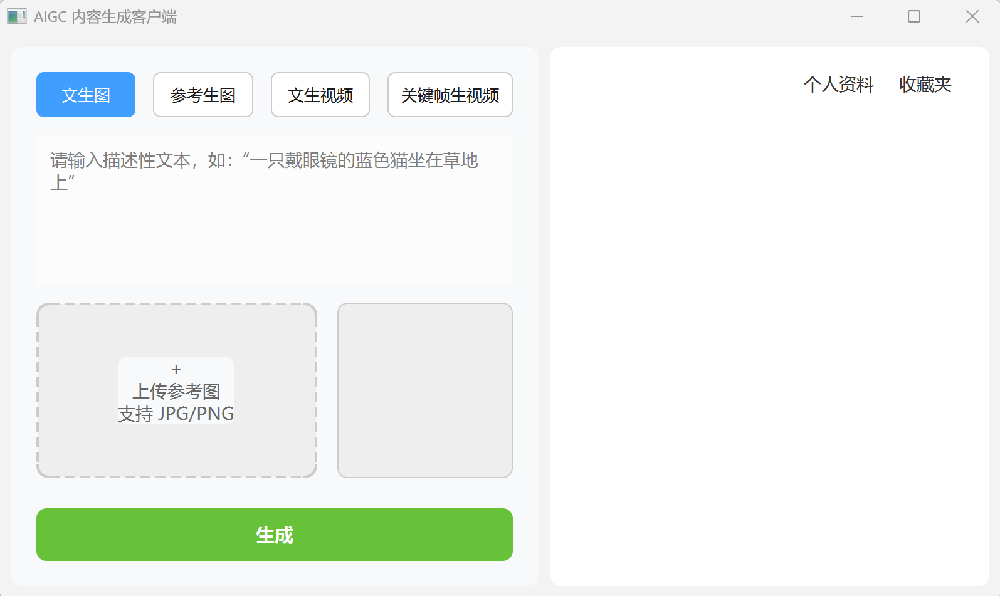 AIGC 内容生成客户端
文生图
参考生图
文生视频
关键帧生视频
个人资料
收藏夹
请输入描述性文本，如：“一只戴眼镜的蓝色猫坐在草地
上”
+
上传参考图
支持 JPG/PNG
生成